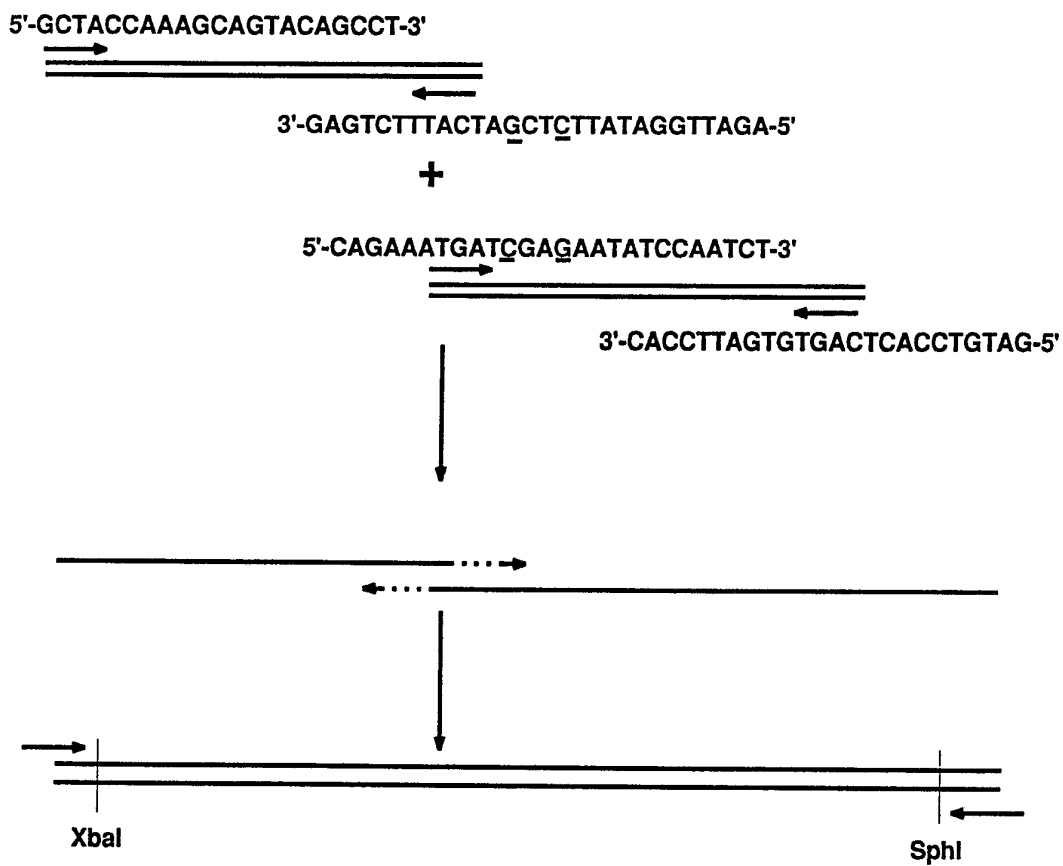 5'-GCTACCAAAGCAGTACAGCCT-3'
3'-GAGTCTTTACTAGCTCTTATAGGTTAGA-5'
+
5'-CAGAAATGATCGAGAATATCCAATCT-3'
3'-CACCTTAGTGTGACTCACCTGTAG-5'
XbaI
SphI